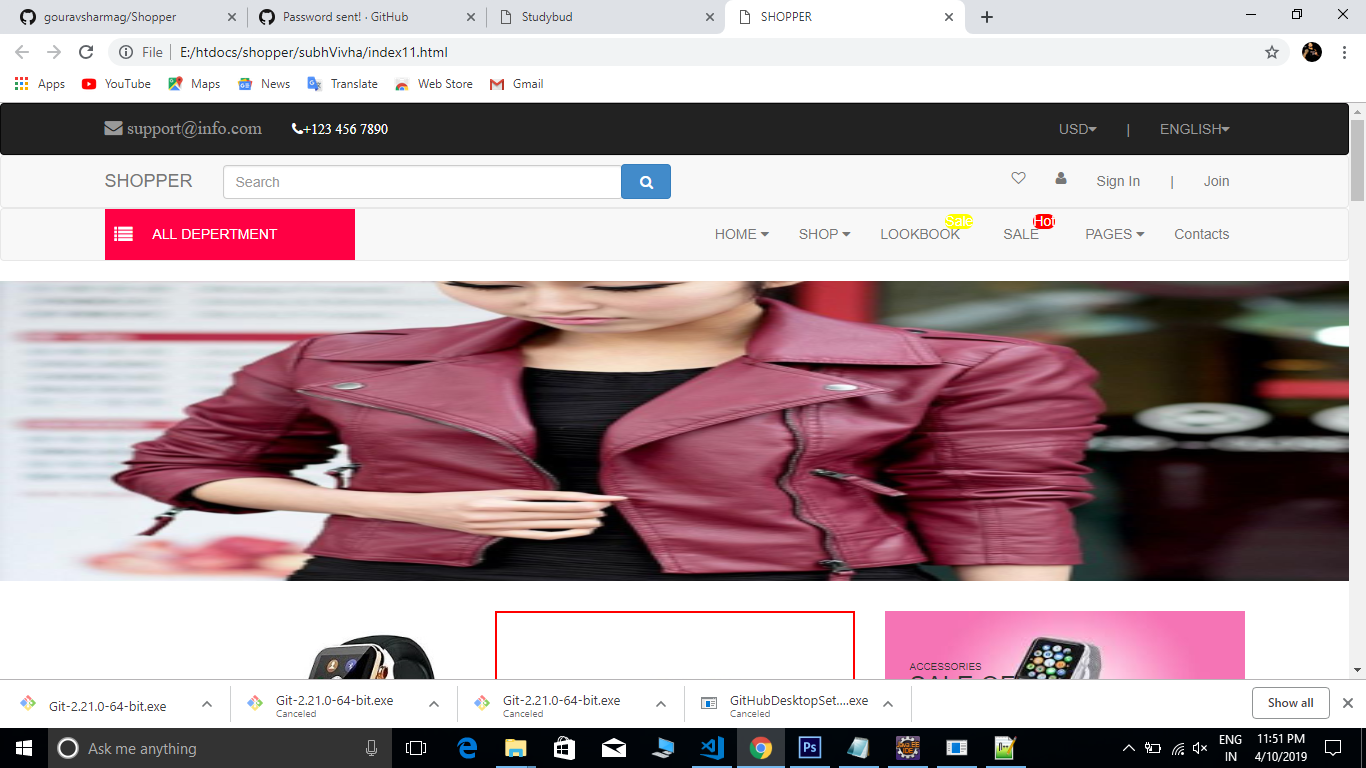 gouravsharmag/Shopper
Password sent! · GitHub
Studybud
SHOPPER
File E:/htdocs/shopper/subhVivha/index11.html
Apps YouTube Maps News Translate Web Store Gmail
support@info.com +123 456 7890 USD | ENGLISH
SHOPPER Search Sign In | Join
Sale Hot
ALL DEPERTMENT HOME SHOP LOOKBOOK SALE PAGES Contacts
ACCESSORIES
Git-2.21.0-64-bit.exe
Git-2.21.0-64-bit.exe
Canceled
Git-2.21.0-64-bit.exe
Canceled
GitHubDesktopSet....exe
Canceled
Show all
Ask me anything
Ps
ENG
IN
11:51 PM
4/10/2019